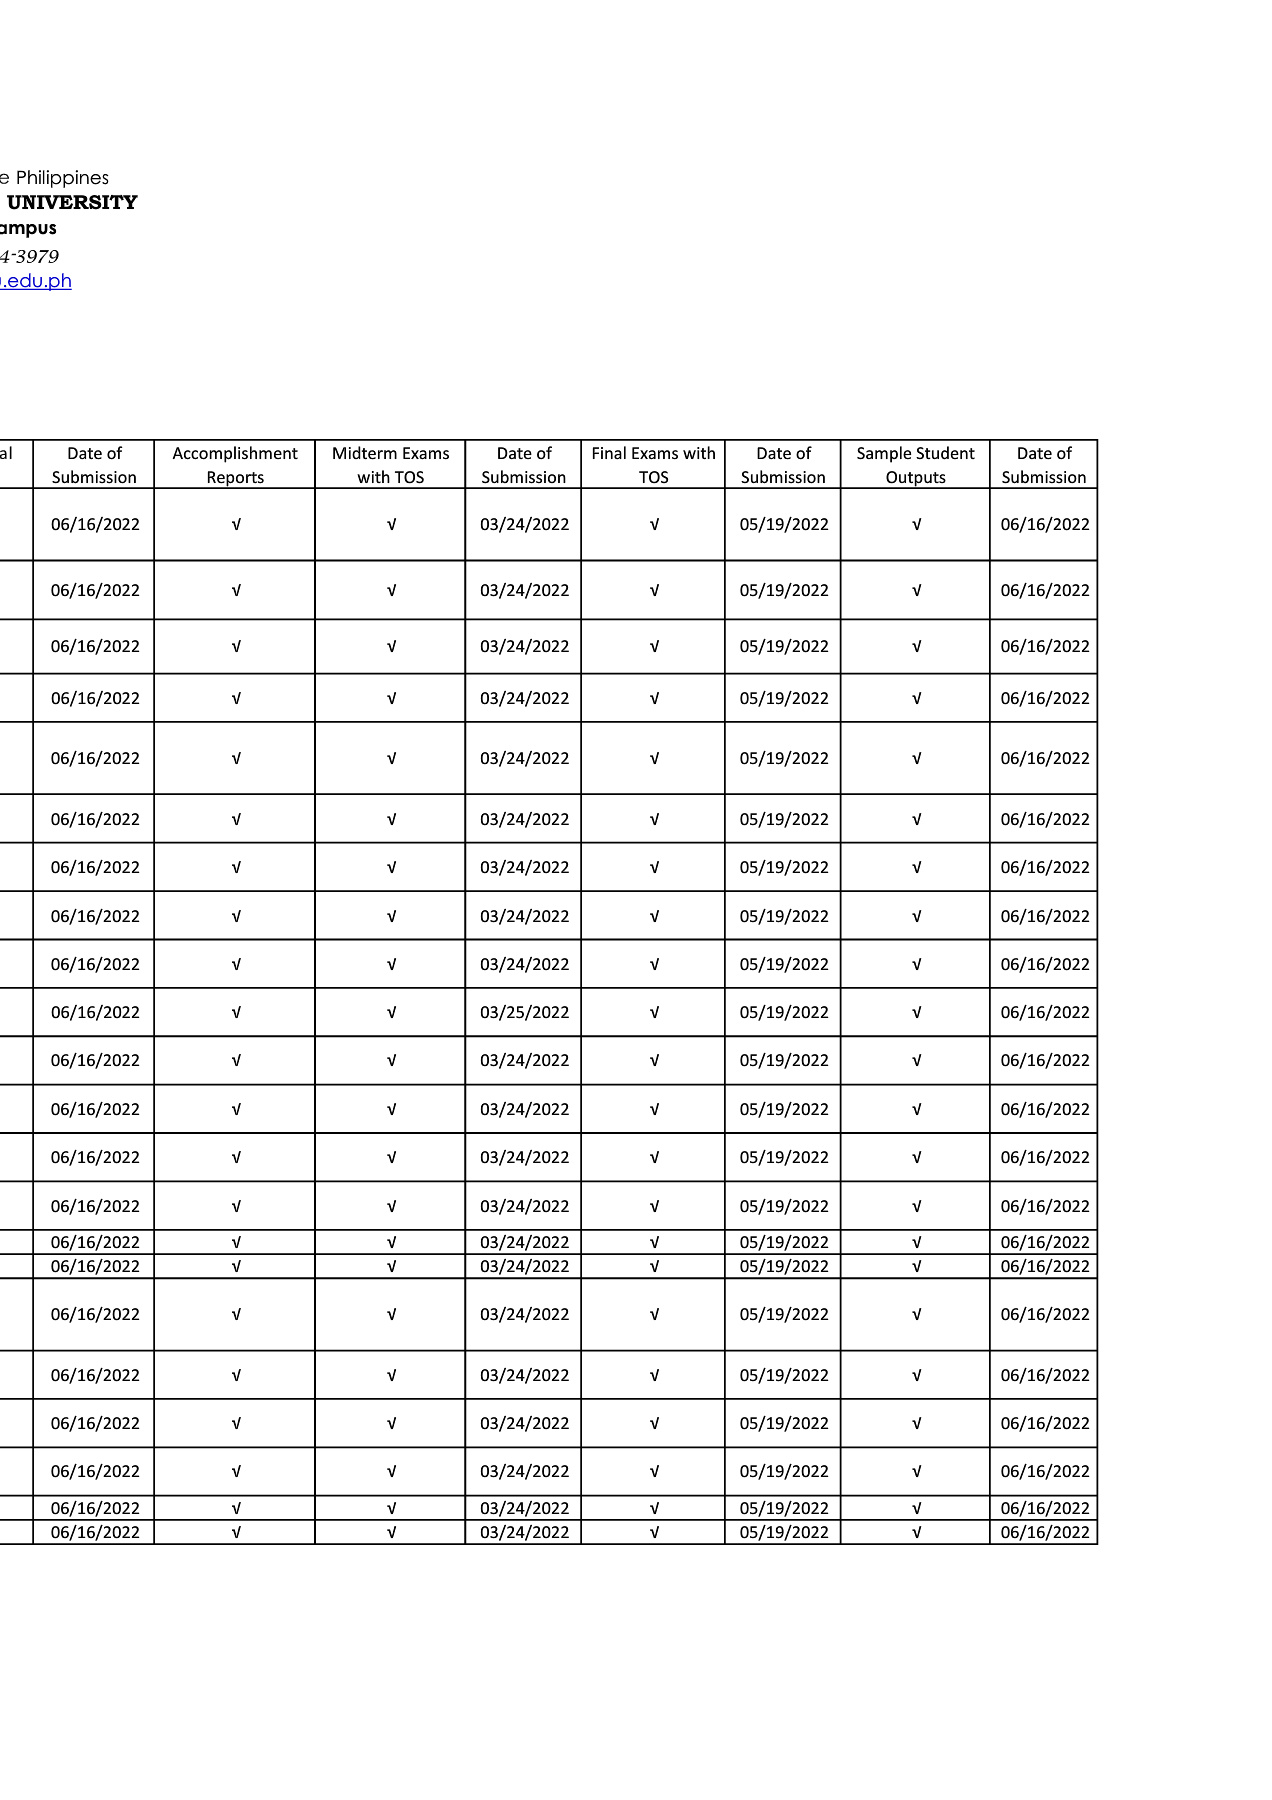 e Philippines
UNIVERSITY
ampus
4-3979
.edu.ph
al Date of Submission Accomplishment Reports Midterm Exams with TOS Date of Submission Final Exams with TOS Date of Submission Sample Student Outputs Date of Submission
06/16/2022 √ √ 03/24/2022 √ 05/19/2022 √ 06/16/2022
06/16/2022 √ √ 03/24/2022 √ 05/19/2022 √ 06/16/2022
06/16/2022 √ √ 03/24/2022 √ 05/19/2022 √ 06/16/2022
06/16/2022 √ √ 03/24/2022 √ 05/19/2022 √ 06/16/2022
06/16/2022 √ √ 03/24/2022 √ 05/19/2022 √ 06/16/2022
06/16/2022 √ √ 03/24/2022 √ 05/19/2022 √ 06/16/2022
06/16/2022 √ √ 03/24/2022 √ 05/19/2022 √ 06/16/2022
06/16/2022 √ √ 03/24/2022 √ 05/19/2022 √ 06/16/2022
06/16/2022 √ √ 03/24/2022 √ 05/19/2022 √ 06/16/2022
06/16/2022 √ √ 03/25/2022 √ 05/19/2022 √ 06/16/2022
06/16/2022 √ √ 03/24/2022 √ 05/19/2022 √ 06/16/2022
06/16/2022 √ √ 03/24/2022 √ 05/19/2022 √ 06/16/2022
06/16/2022 √ √ 03/24/2022 √ 05/19/2022 √ 06/16/2022
06/16/2022 √ √ 03/24/2022 √ 05/19/2022 √ 06/16/2022
06/16/2022 √ √ 03/24/2022 √ 05/19/2022 √ 06/16/2022
06/16/2022 √ √ 03/24/2022 √ 05/19/2022 √ 06/16/2022
06/16/2022 √ √ 03/24/2022 √ 05/19/2022 √ 06/16/2022
06/16/2022 √ √ 03/24/2022 √ 05/19/2022 √ 06/16/2022
06/16/2022 √ √ 03/24/2022 √ 05/19/2022 √ 06/16/2022
06/16/2022 √ √ 03/24/2022 √ 05/19/2022 √ 06/16/2022
06/16/2022 √ √ 03/24/2022 √ 05/19/2022 √ 06/16/2022
06/16/2022 √ √ 03/24/2022 √ 05/19/2022 √ 06/16/2022